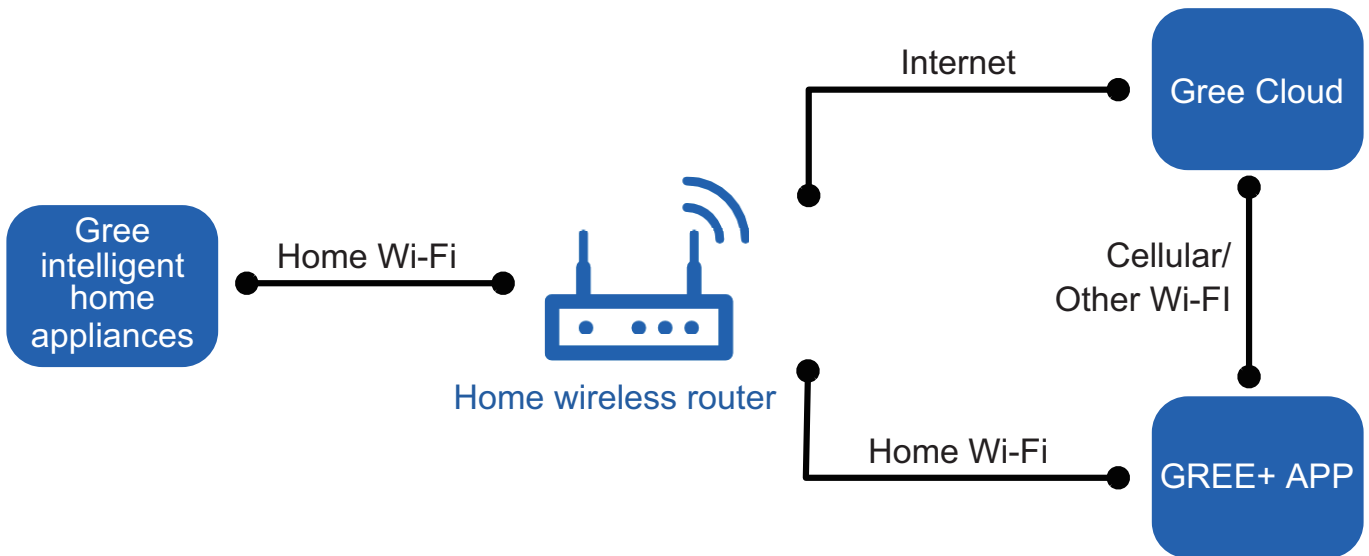 Gree
intelligent
home
appliances
Home Wi-Fi
Home wireless router
Internet
Gree Cloud
Cellular/
Other Wi-FI
Home Wi-Fi
GREE+ APP